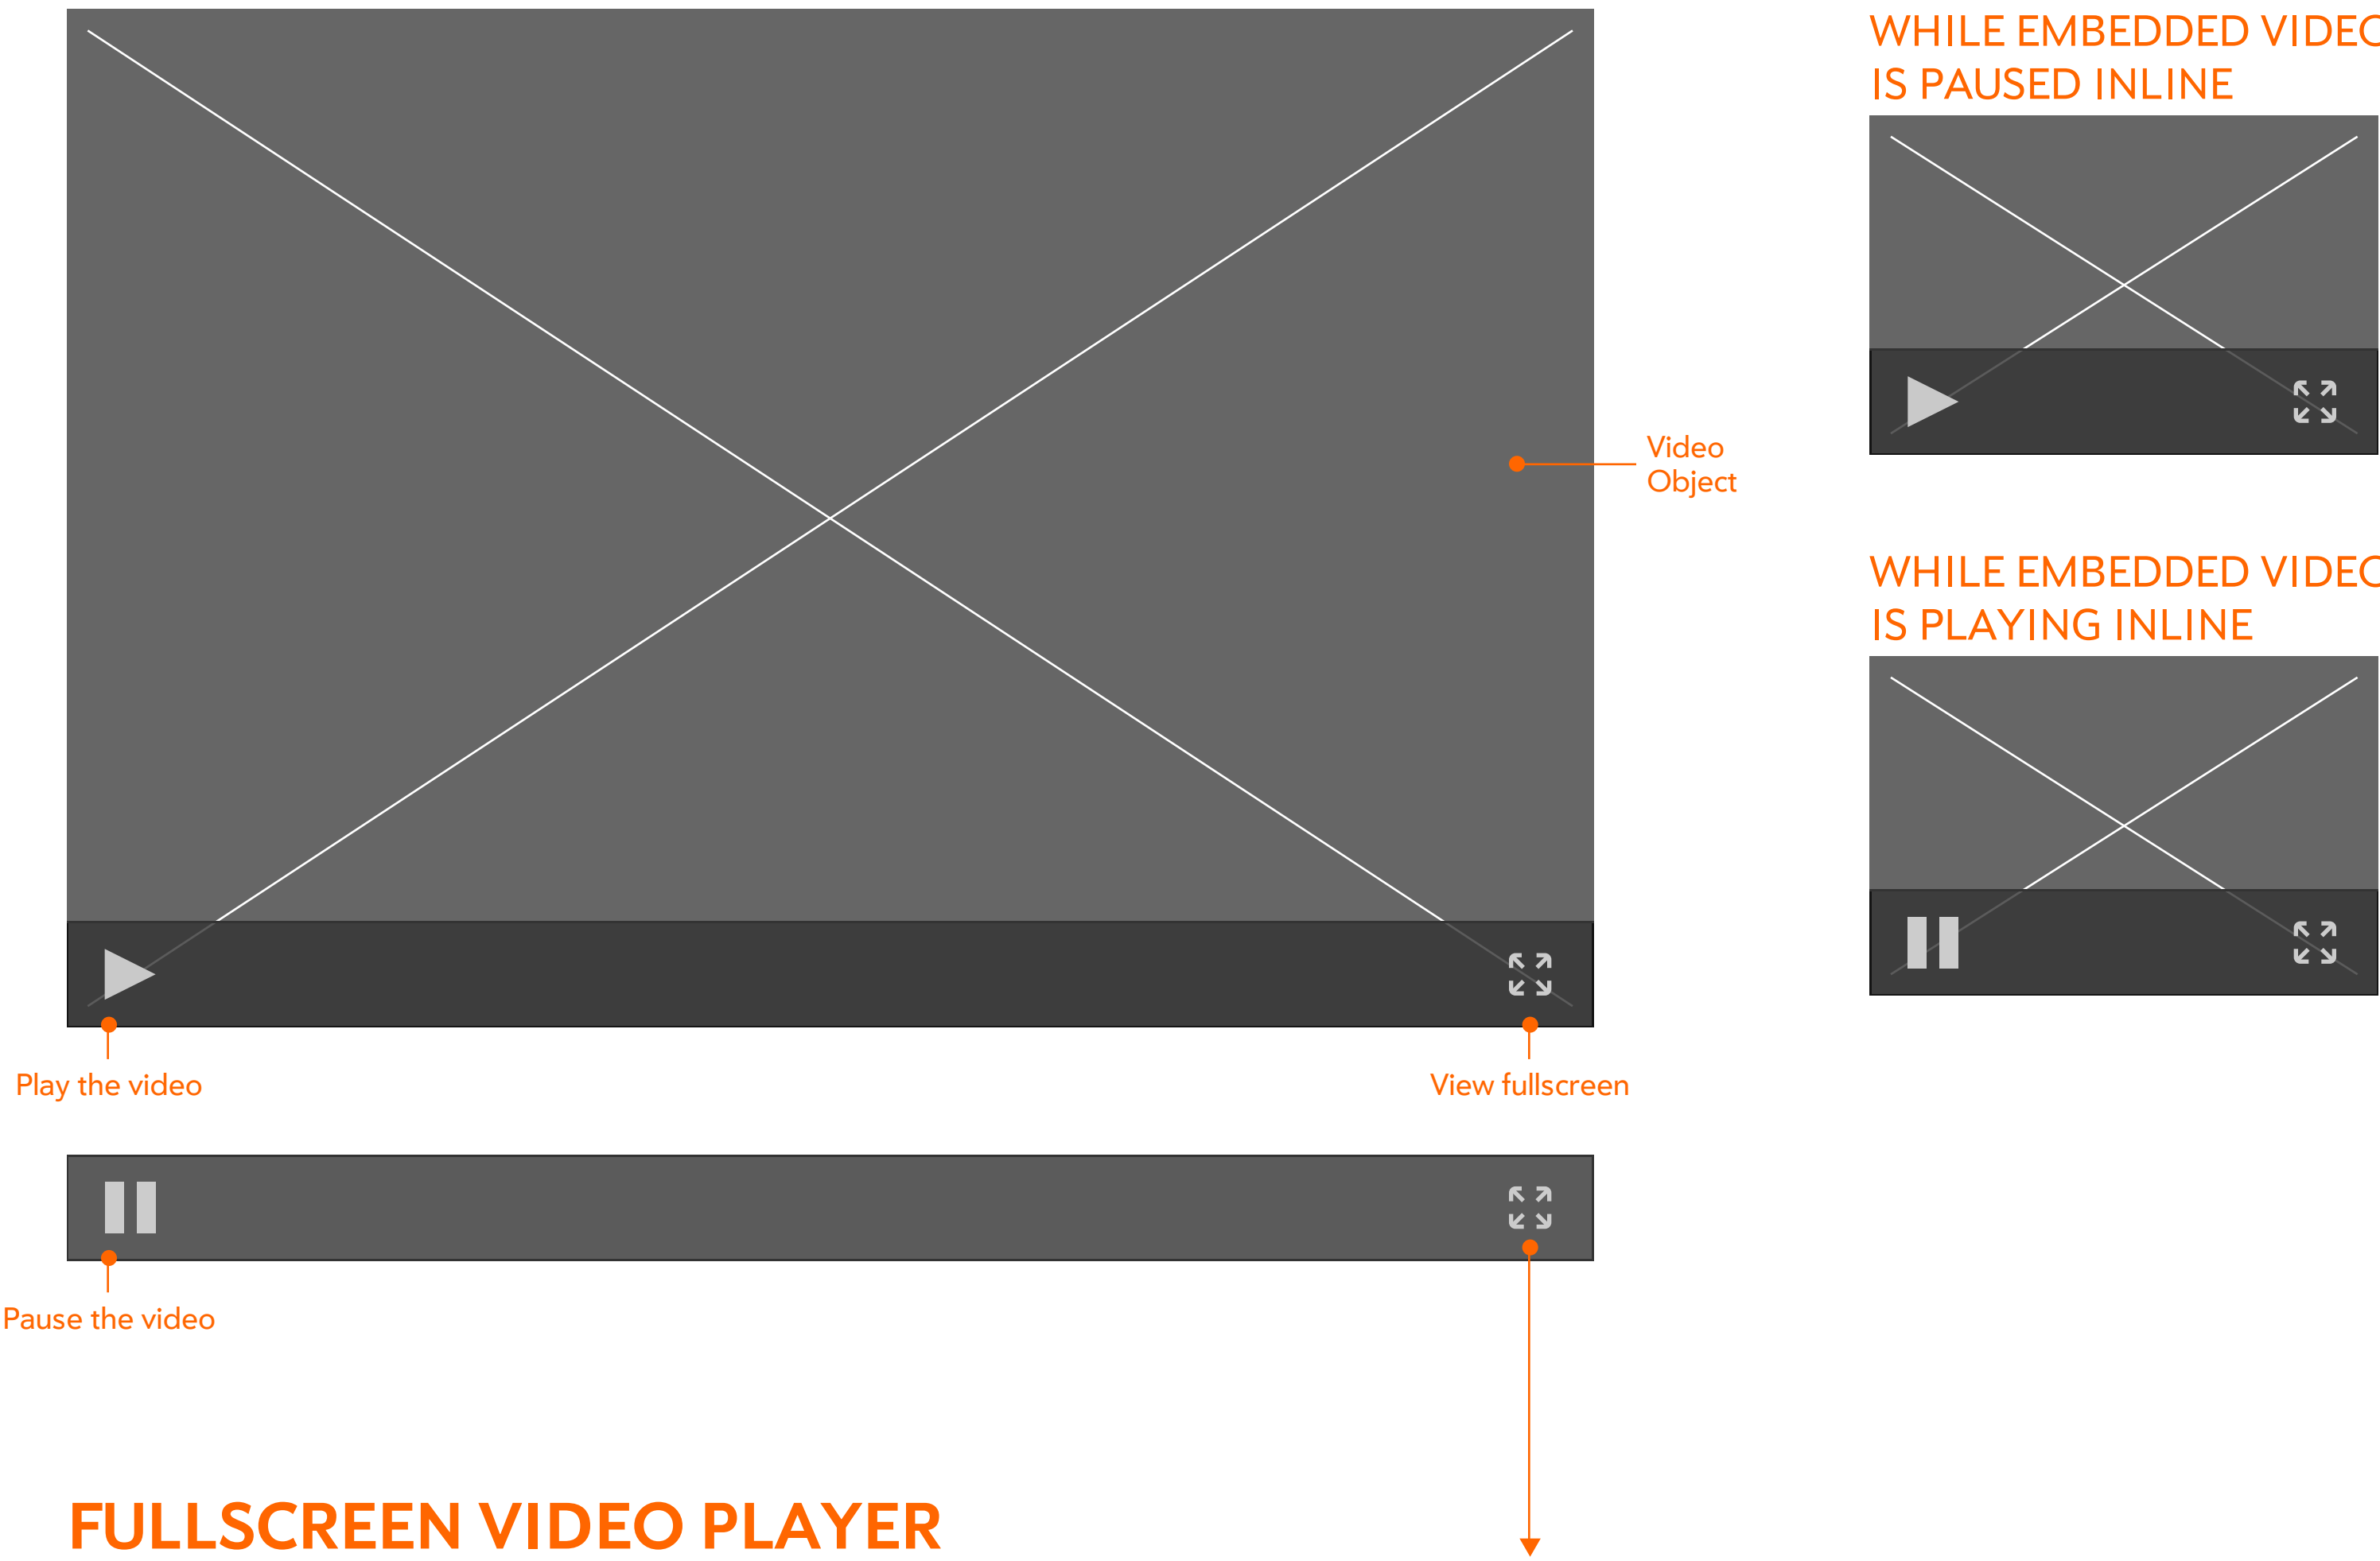 WHILE EMBEDDED VIDEO
IS PAUSED INLINE
Video
Object
WHILE EMBEDDED VIDEO
IS PLAYING INLINE
Play the video
View fullscreen
Pause the video
FULLSCREEN VIDEO PLAYER